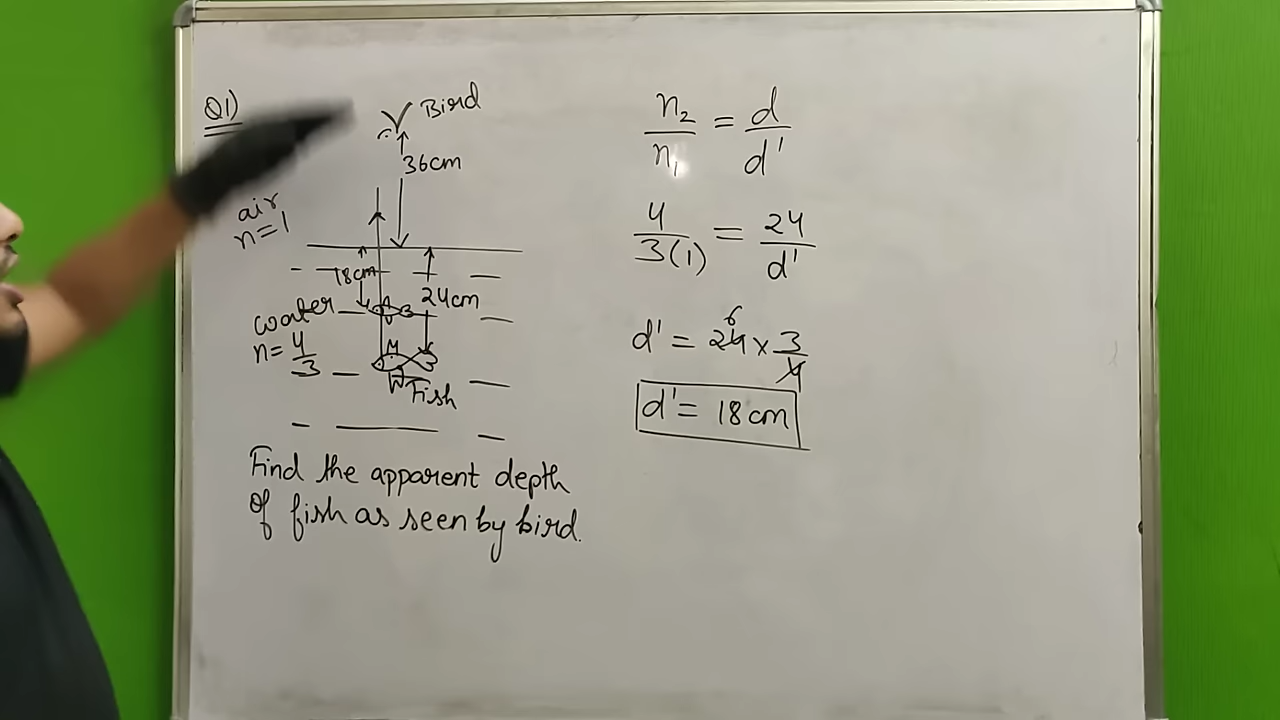 Q1)
Bird
36cm
air
n=1
18cm
24cm
water
n=4/3
Fish
Find the apparent depth
of fish as seen by bird.
n₂/n₁ = d/d'
4/3(1) = 24/d'
d' = 24 6 × 3/4
d' = 18 cm